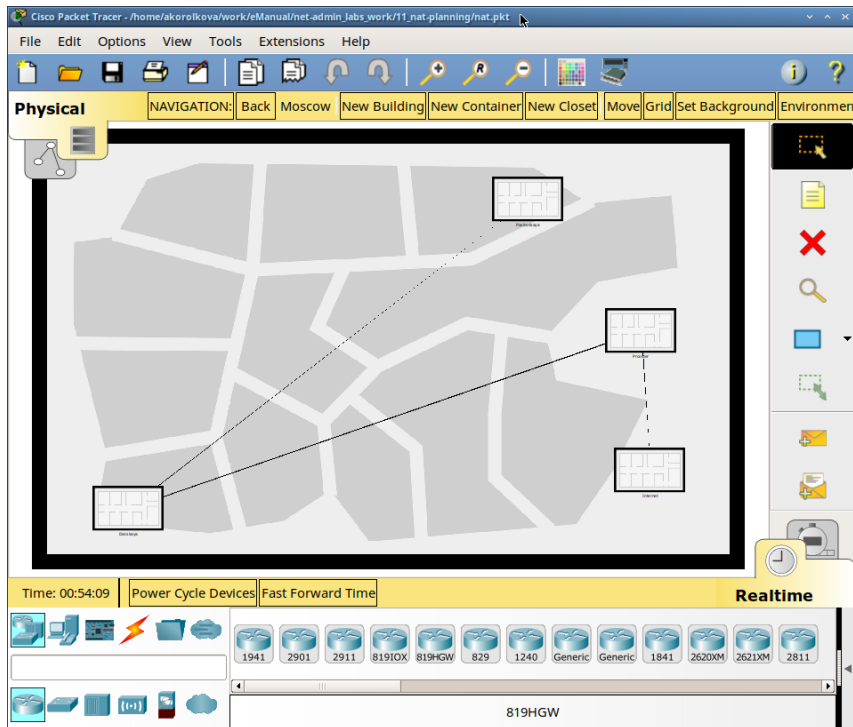 Cisco Packet Tracer - /home/akorolkova/work/eManual/net-admin_labs_work/11_nat-planning/nat.pkt
File Edit Options View Tools Extensions Help
Physical
NAVIGATION: Back Moscow New Building New Container New Closet Move Grid Set Background Environmen
Provider
Internet
Time: 00:54:09 Power Cycle Devices Fast Forward Time
Realtime
1941 2901 2911 819IOX 819HGW 829 1240 Generic Generic 1841 2620XM 2621XM 2811
819HGW